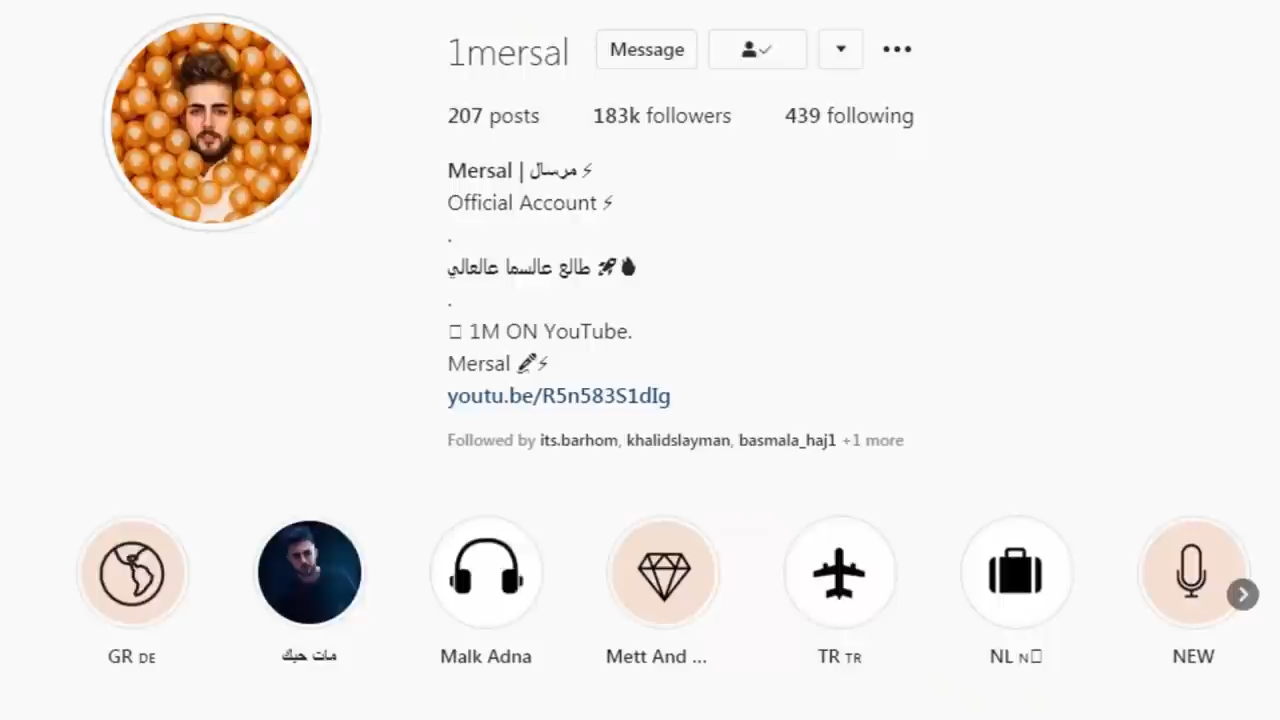 1mersal Message
207 posts 183k followers 439 following
Mersal | مرسال ⚡
Official Account ⚡
.
طالع عالسما عالعالي 🚀🔥
.
1M ON YouTube.
Mersal 🖋⚡
youtu.be/R5n583S1dIg
Followed by its.barhom, khalidslayman, basmala_haj1 +1 more
GR DE مات حبك Malk Adna Mett And ... TR TR NL N NEW